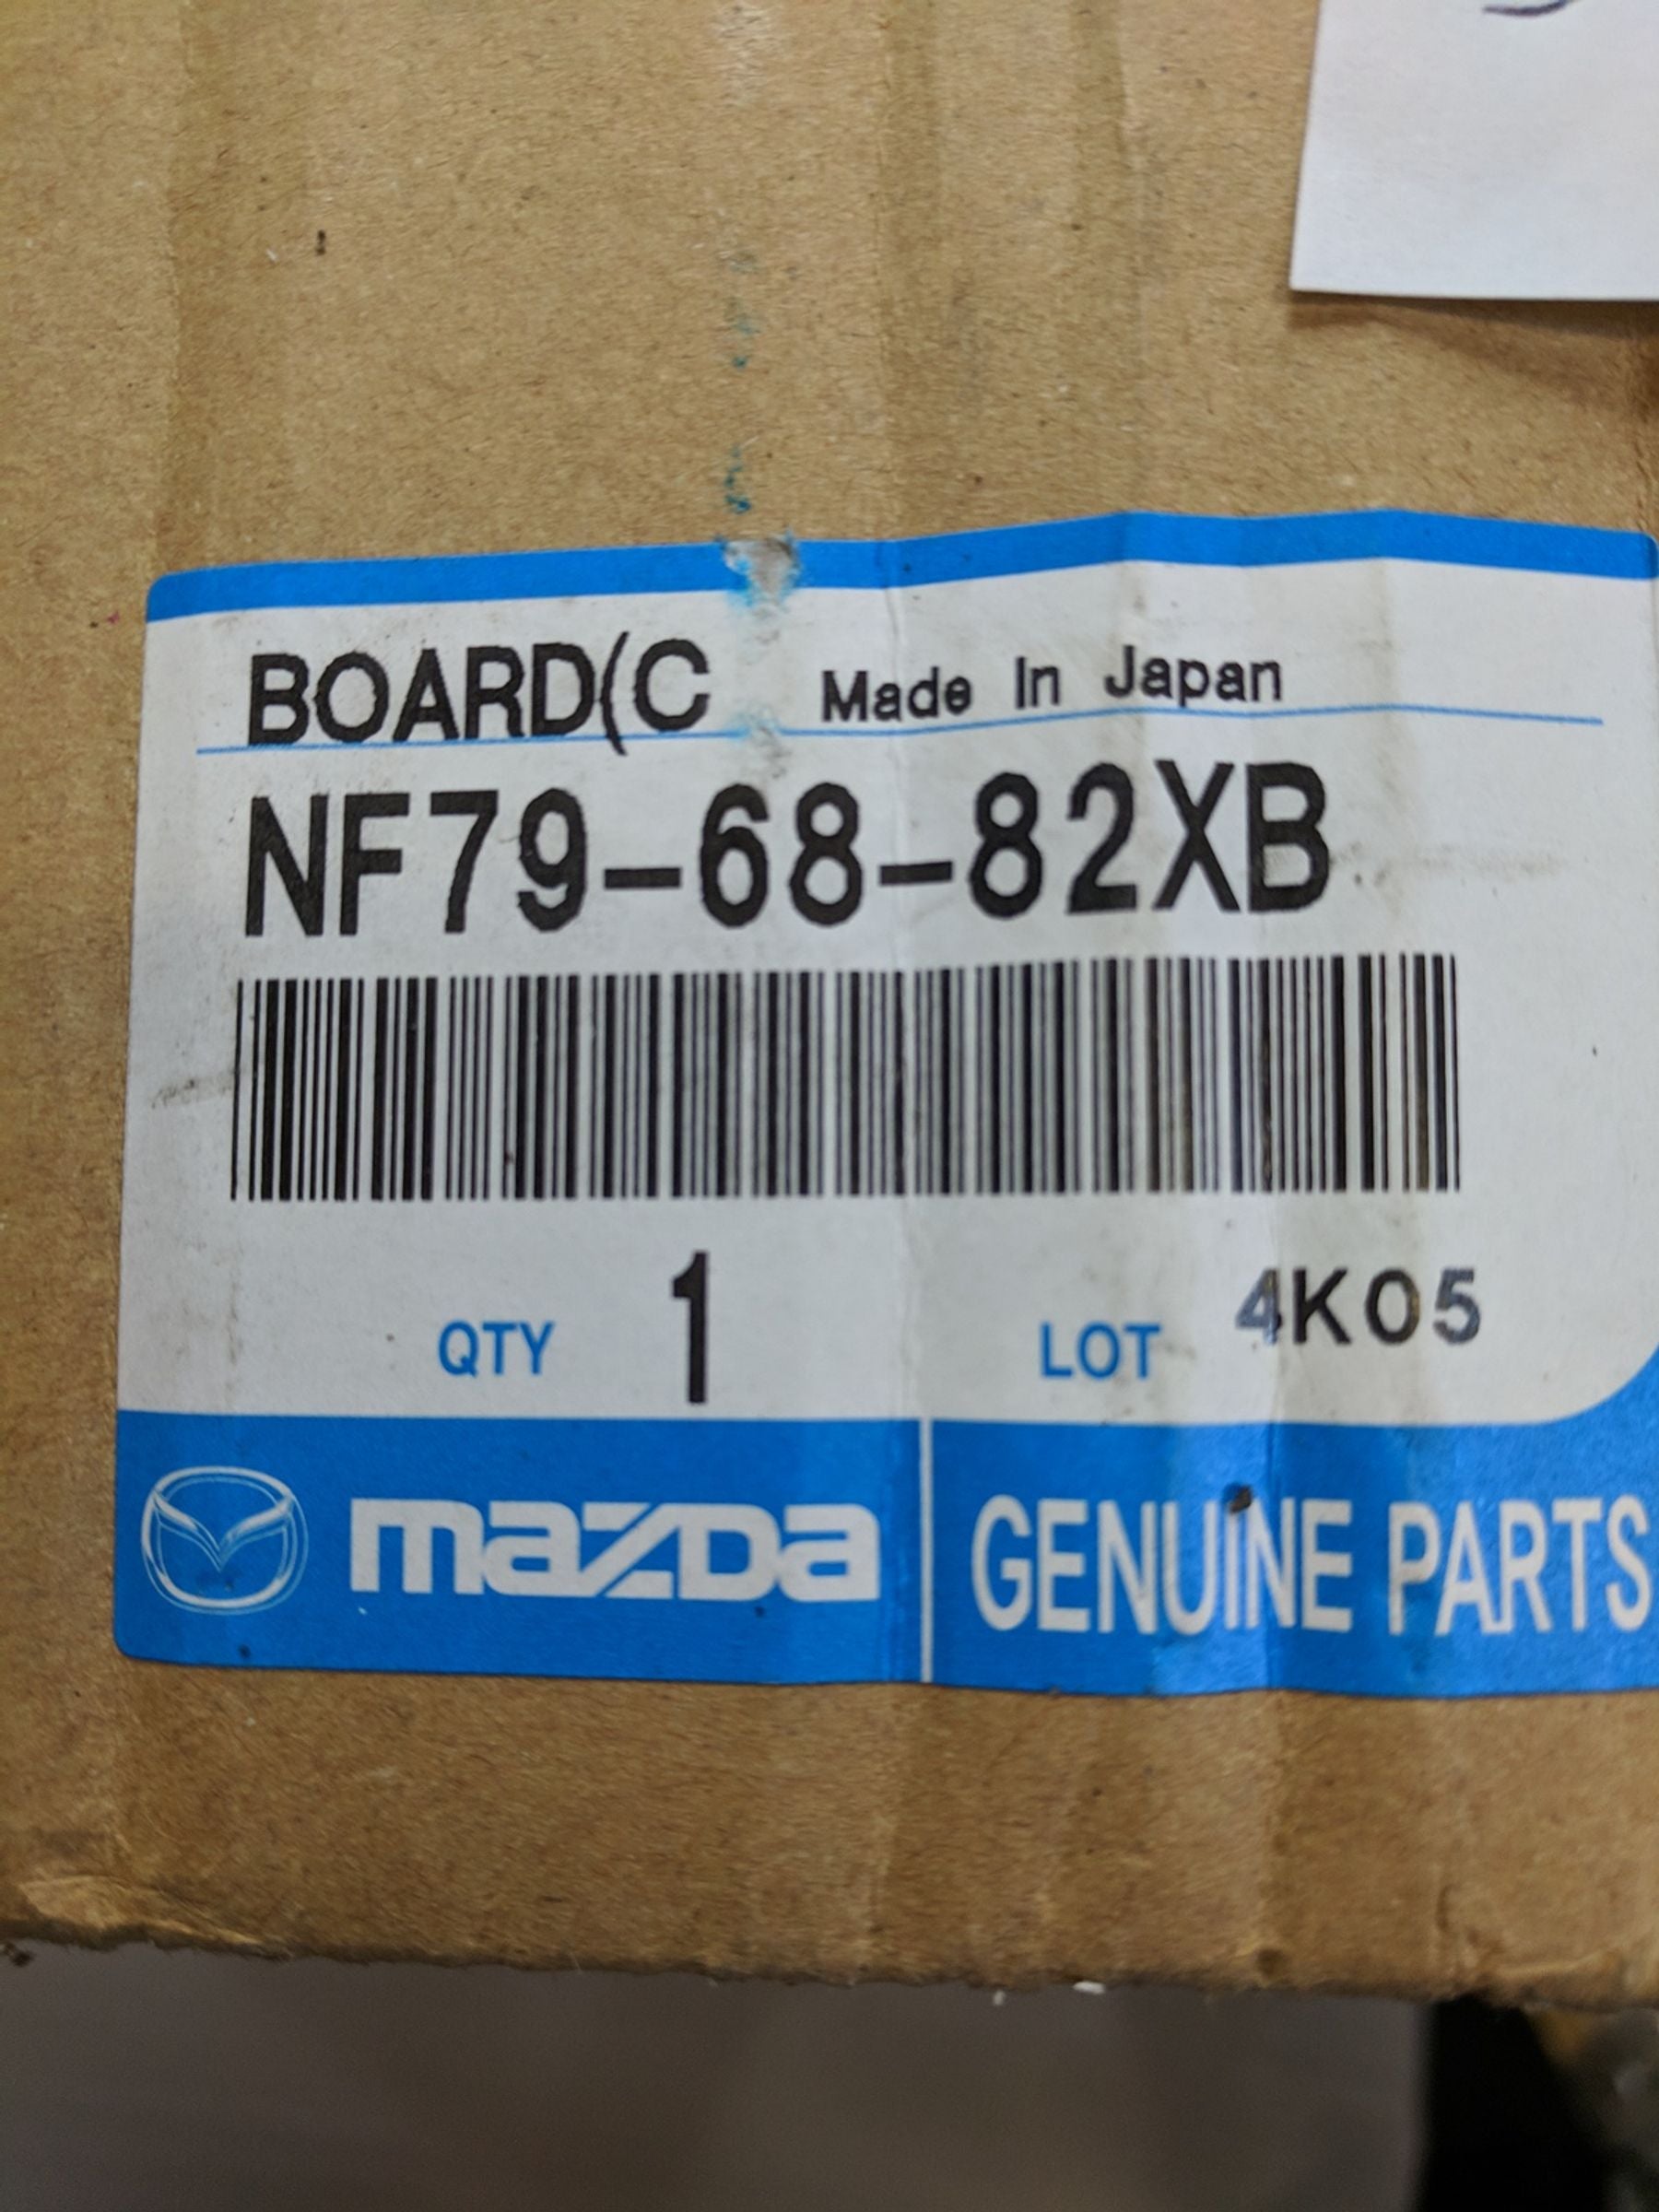 BOARD(C Made In Japan
NF79-68-82XB
QTY 1 LOT 4K05
mazda GENUINE PARTS